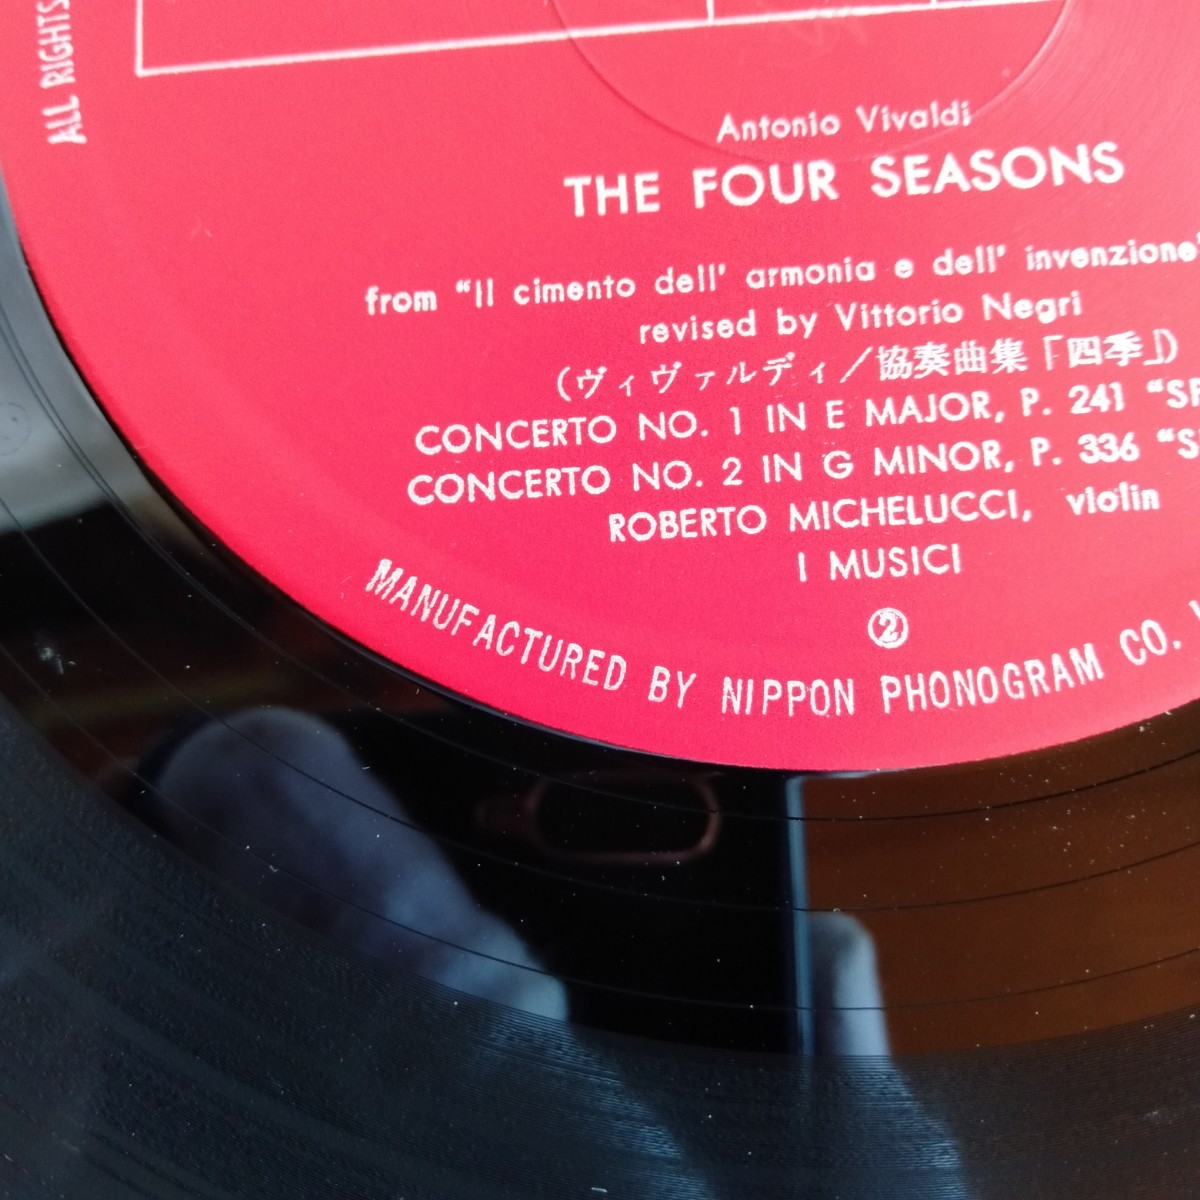 ALL RIGHTS
Antonio Vivaldi
THE FOUR SEASONS
from “Il cimento dell' armonia e dell' invenzione”
revised by Vittorio Negri
(ヴィヴァルディ／協奏曲集「四季」)
CONCERTO NO. 1 IN E MAJOR, P. 241
CONCERTO NO. 2 IN G MINOR, P. 336
ROBERTO MICHELUCCI, violin
I MUSICI
②
MANUFACTURED BY NIPPON PHONOGRAM CO.